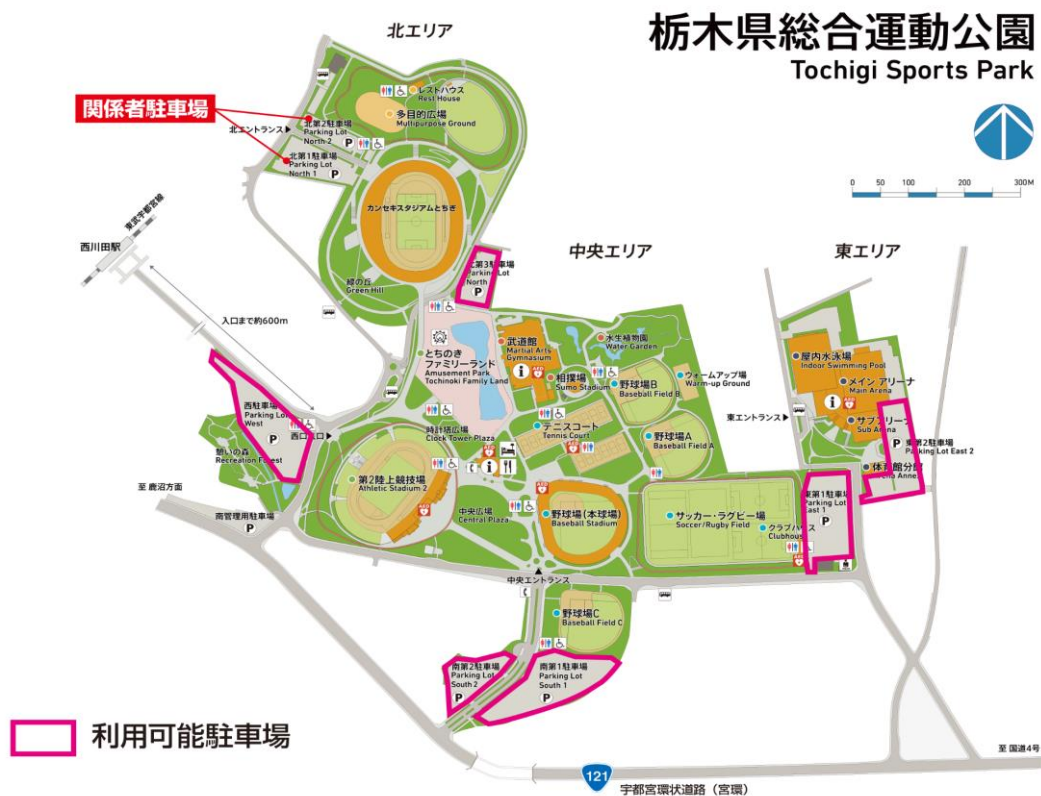 栃木県総合運動公園
Tochigi Sports Park
北エリア
関係者駐車場
レストハウス
Rest House
多目的広場
Multipurpose Ground
北第2駐車場
Parking Lot
North 2
P
北エントランス
北第1駐車場
Parking Lot
North 1
P
0 50 100 200 300M
カンセキスタジアムとちぎ
東武宇都宮線
西川田駅
中央エリア
東エリア
第3駐車場
Parking Lot
North
P
緑の丘
Green Hill
入口まで約600m
武道館
Martial Arts
Gymnasium
水生植物園
Water Garden
とちのき
ファミリーランド
Amusement Park
Tochinoki Family Land
相撲場
Sumo Stadium
野球場B
Baseball Field B
ウォームアップ場
Warm-up Ground
屋内水泳場
Indoor Swimming Pool
メイン アリーナ
Main Arena
AED
サブアリーナ
Sub Arena
東エントランス
西駐車場
Parking Lot
West
P
西口入口
時計塔広場
Clock Tower Plaza
テニスコート
Tennis Court
野球場A
Baseball Field A
東第2駐車場
Parking Lot East 2
P
体育館分館
憩いの森
Recreation Forest
至 鹿沼方面
第2陸上競技場
Athletic Stadium 2
南管理用駐車場
P
中央広場
Central Plaza
野球場(本球場)
Baseball Stadium
サッカー・ラグビー場
Soccer/Rugby Field
クラブハウス
Clubhouse
東第1駐車場
Parking Lot
East 1
P
中央エントランス
野球場C
Baseball Field C
南第2駐車場
Parking Lot
South 2
P
南第1駐車場
Parking Lot
South 1
P
利用可能駐車場
至 国道4号
121
宇都宮環状道路（宮環）